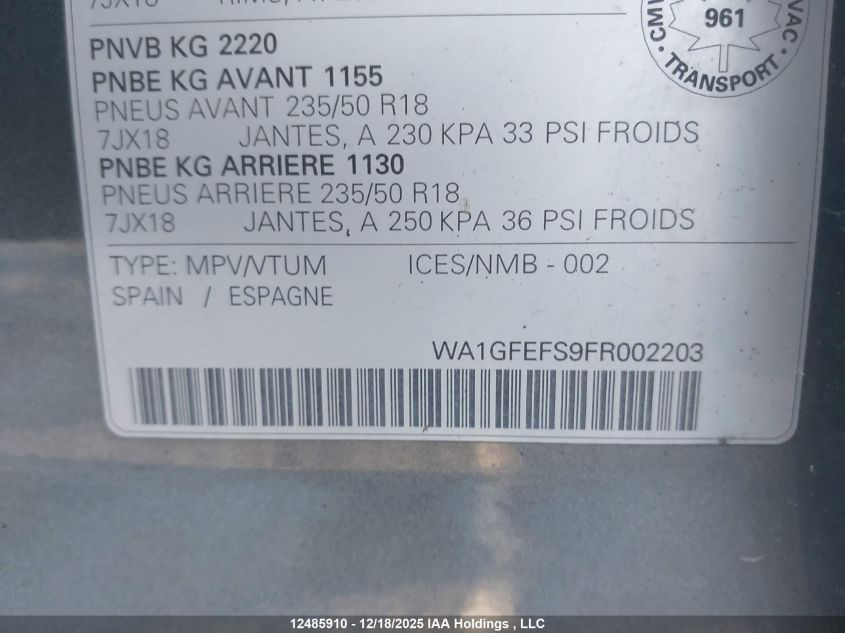 7JX18
961
TRANSPORT
PNVB KG 2220
PNBE KG AVANT 1155
PNEUS AVANT 235/50 R18
7JX18 JANTES, A 230 KPA 33 PSI FROIDS
PNBE KG ARRIERE 1130
PNEUS ARRIERE 235/50 R18
7JX18 JANTES, A 250 KPA 36 PSI FROIDS
TYPE: MPV/VTUM ICES/NMB - 002
SPAIN / ESPAGNE
WA1GFEFS9FR002203
12485910 - 12/18/2025 IAA Holdings , LLC